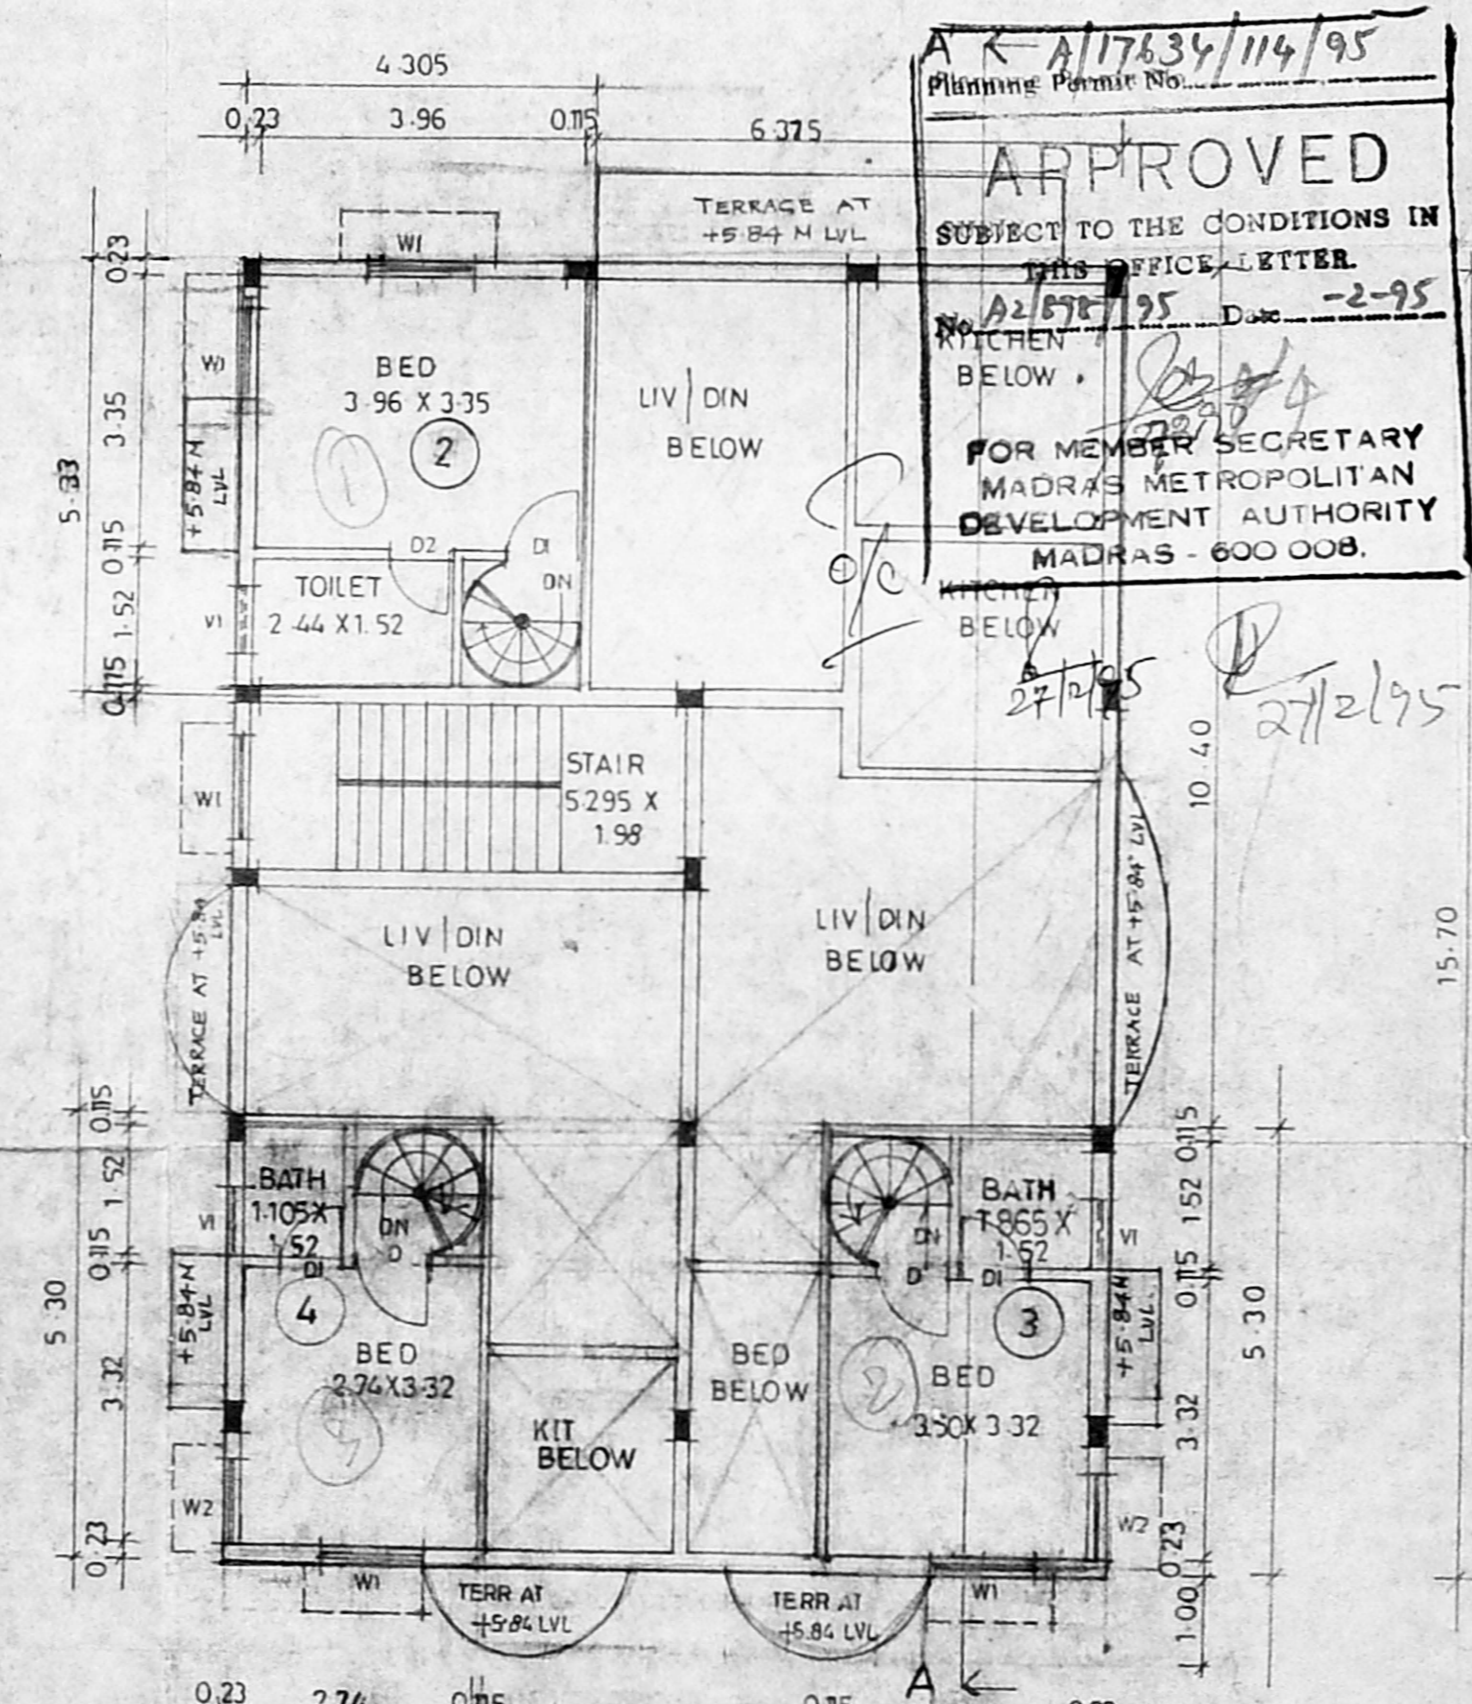 A ← A/17634/114/95
Planning Permit No.
APPROVED
SUBJECT TO THE CONDITIONS IN
THIS OFFICE LETTER.
No. A2/898/95 Date -2-95
FOR MEMBER SECRETARY
MADRAS METROPOLITAN
DEVELOPMENT AUTHORITY
MADRAS - 600 008.
27/2/95
27/2/95
4.305
0.23 3.96 0.115 6.375
TERRACE AT
+5.84 M LVL
W1
0.23
3.35
0.115
1.52
0.115
5.33
W1
+5.84 M
LVL
V1
BED
3.96 X 3.35
2
1
LIV/DIN
BELOW
KITCHEN
BELOW
D2
D1
DN
TOILET
2.44 X 1.52
O/C
KITCHEN
BELOW
W1
STAIR
5.295 X
1.98
10.40
15.70
TERRACE AT +5.84 LVL
LIV/DIN
BELOW
LIV/DIN
BELOW
TERRACE AT +5.84 LVL
0.115
1.52
0.115
3.32
0.23
5.30
V1
BATH
1.105 X
1.52
D1
DN
D
4
+5.84 M
LVL
BED
2.74 X 3.32
W2
KIT
BELOW
BED
BELOW
DN
D
BATH
1.865 X
1.52
D1
3
V1
+5.84 M
LVL.
BED
3.50 X 3.32
2
W2
0.115
1.52
0.115
3.32
0.23
1.00
5.30
W1
TERR AT
+5.84 LVL
TERR AT
+5.84 LVL
W1
A ←
0.23 2.74 0.115